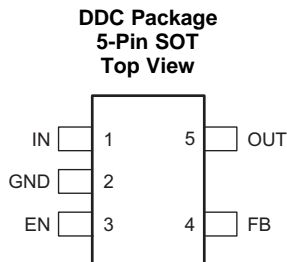 DDC Package
5-Pin SOT
Top View
IN 1 5 OUT
GND 2
EN 3 4 FB